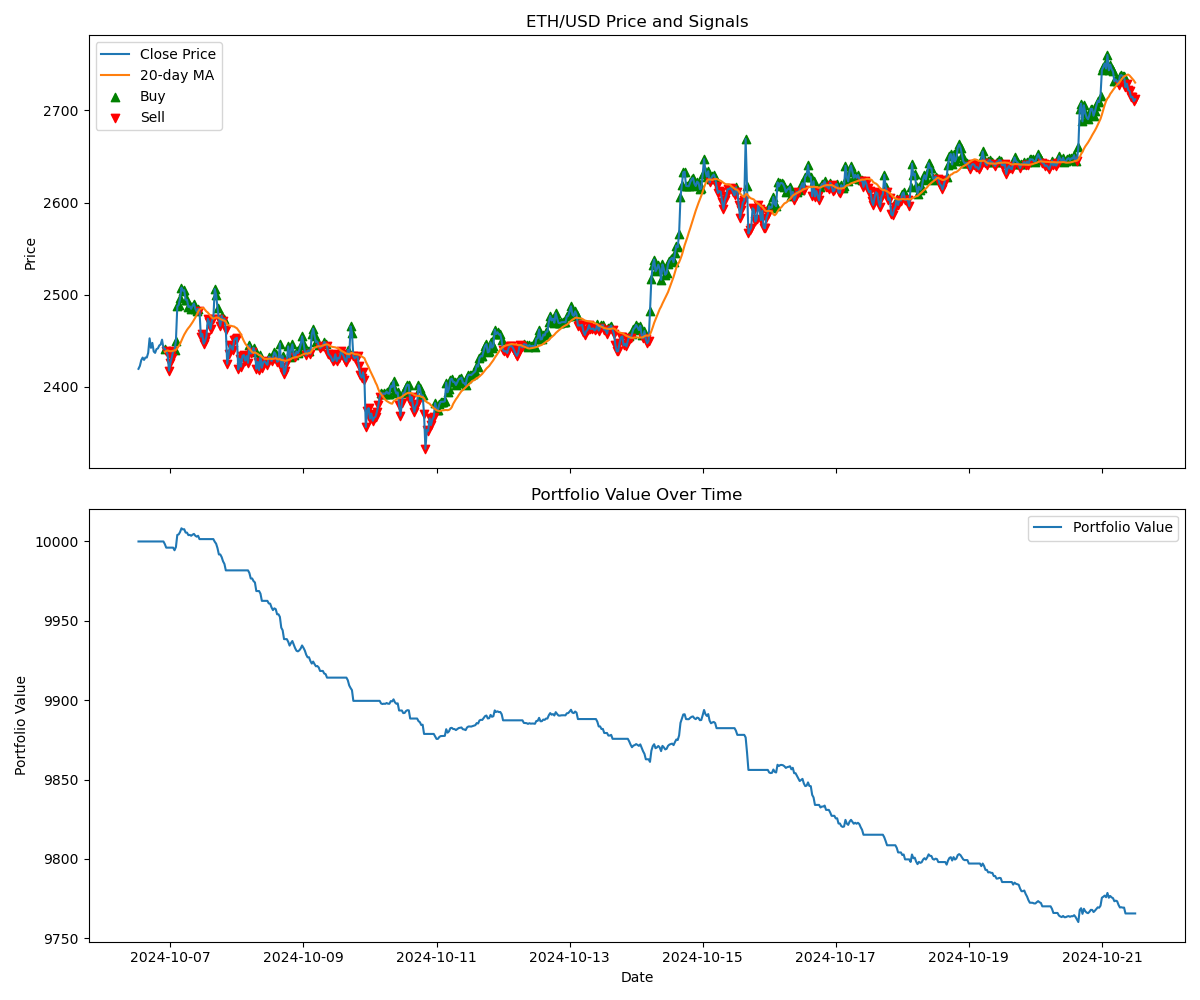 ETH/USD Price and Signals
Close Price
20-day MA
Buy
Sell
2700
2600
2500
2400
Price
Portfolio Value Over Time
Portfolio Value
10000
9950
9900
9850
9800
9750
Portfolio Value
2024-10-07 2024-10-09 2024-10-11 2024-10-13 2024-10-15 2024-10-17 2024-10-19 2024-10-21
Date